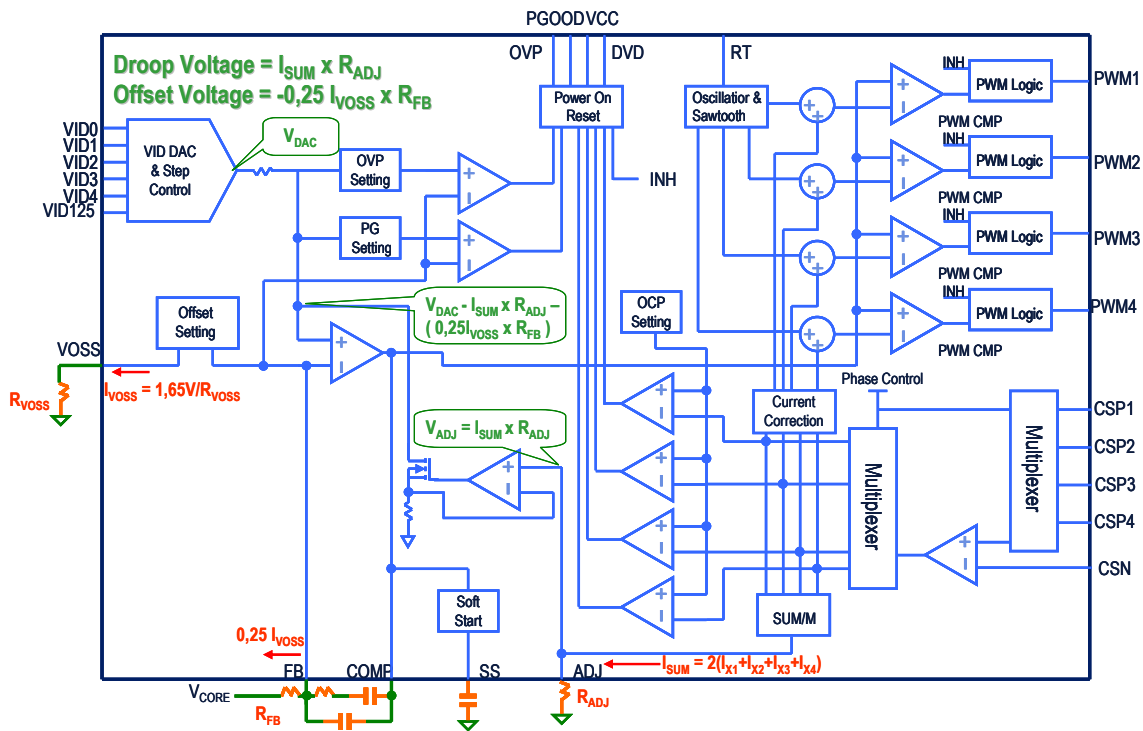 PGOODVCC
OVP
DVD
RT
Droop Voltage = ISUM x RADJ
Offset Voltage = -0,25 IVOSS x RFB
VID0
VID1
VID2
VID3
VID4
VID125
VID DAC
& Step
Control
VDAC
OVP
Setting
PG
Setting
Power On
Reset
INH
Oscillatior &
Sawtooth
INH
PWM Logic
PWM1
PWM CMP
INH
PWM Logic
PWM2
PWM CMP
INH
PWM Logic
PWM3
PWM CMP
INH
PWM Logic
PWM4
PWM CMP
VDAC - ISUM x RADJ –
( 0,25IVOSS x RFB )
Offset
Setting
OCP
Setting
VOSS
IVOSS = 1,65V/RVOSS
RVOSS
VADJ = ISUM x RADJ
Current
Correction
Phase Control
Multiplexer
Multiplexer
CSP1
CSP2
CSP3
CSP4
CSN
Soft
Start
SUM/M
0,25 IVOSS
FB
COMP
SS
ADJ
ISUM = 2(IX1+IX2+IX3+IX4)
VCORE
RFB
RADJ